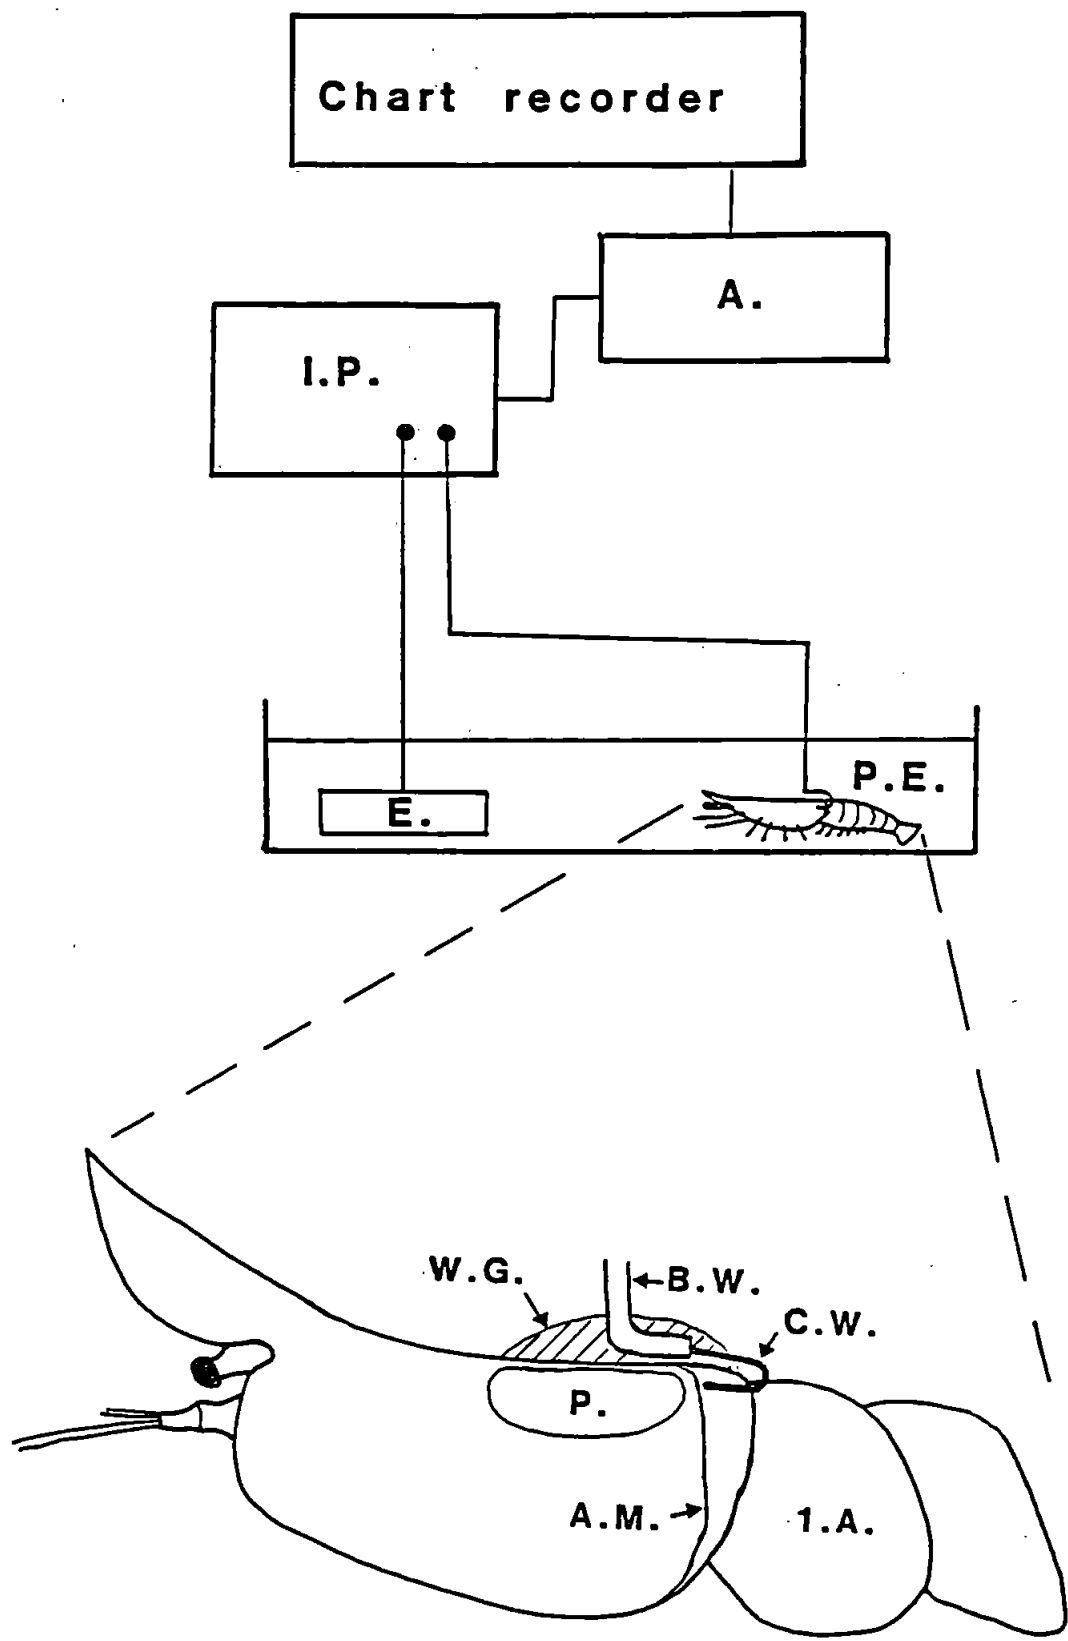 Chart recorder
A.
I.P.
P.E.
E.
W.G.
B.W.
C.W.
P.
A.M.
1.A.